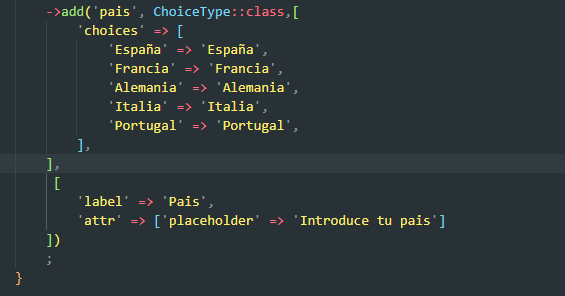 ->add('pais', ChoiceType::class,[
'choices' => [
'España' => 'España',
'Francia' => 'Francia',
'Alemania' => 'Alemania',
'Italia' => 'Italia',
'Portugal' => 'Portugal',
],
],
[
'label' => 'Pais',
'attr' => ['placeholder' => 'Introduce tu pais']
])
;
}